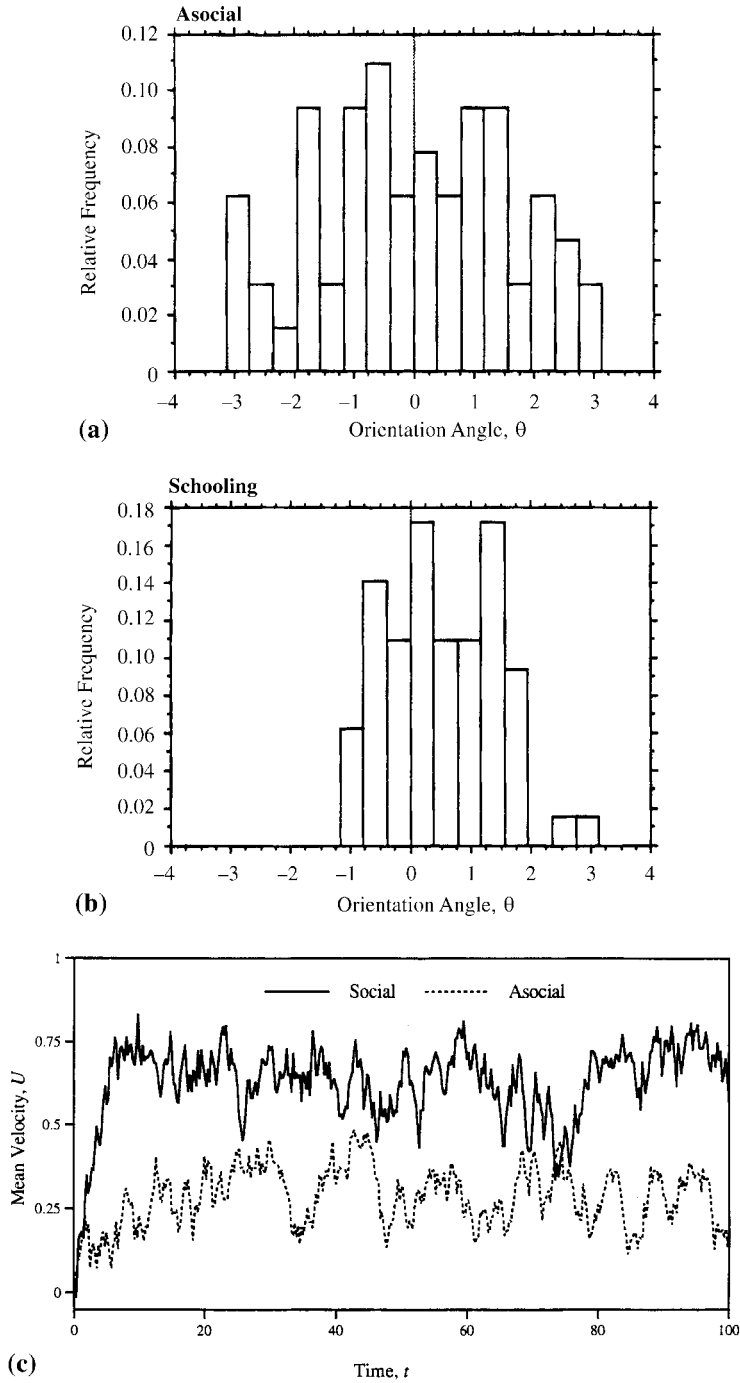 Asocial
0.12
0.10
0.08
0.06
0.04
0.02
0
Relative Frequency
–4 –3 –2 –1 0 1 2 3 4
(a) Orientation Angle, θ
Schooling
0.18
0.16
0.14
0.12
0.10
0.08
0.06
0.04
0.02
0
Relative Frequency
–4 –3 –2 –1 0 1 2 3 4
(b) Orientation Angle, θ
1
0.75
0.5
0.25
0
Mean Velocity, U
Social Asocial
0 20 40 60 80 100
(c) Time, t